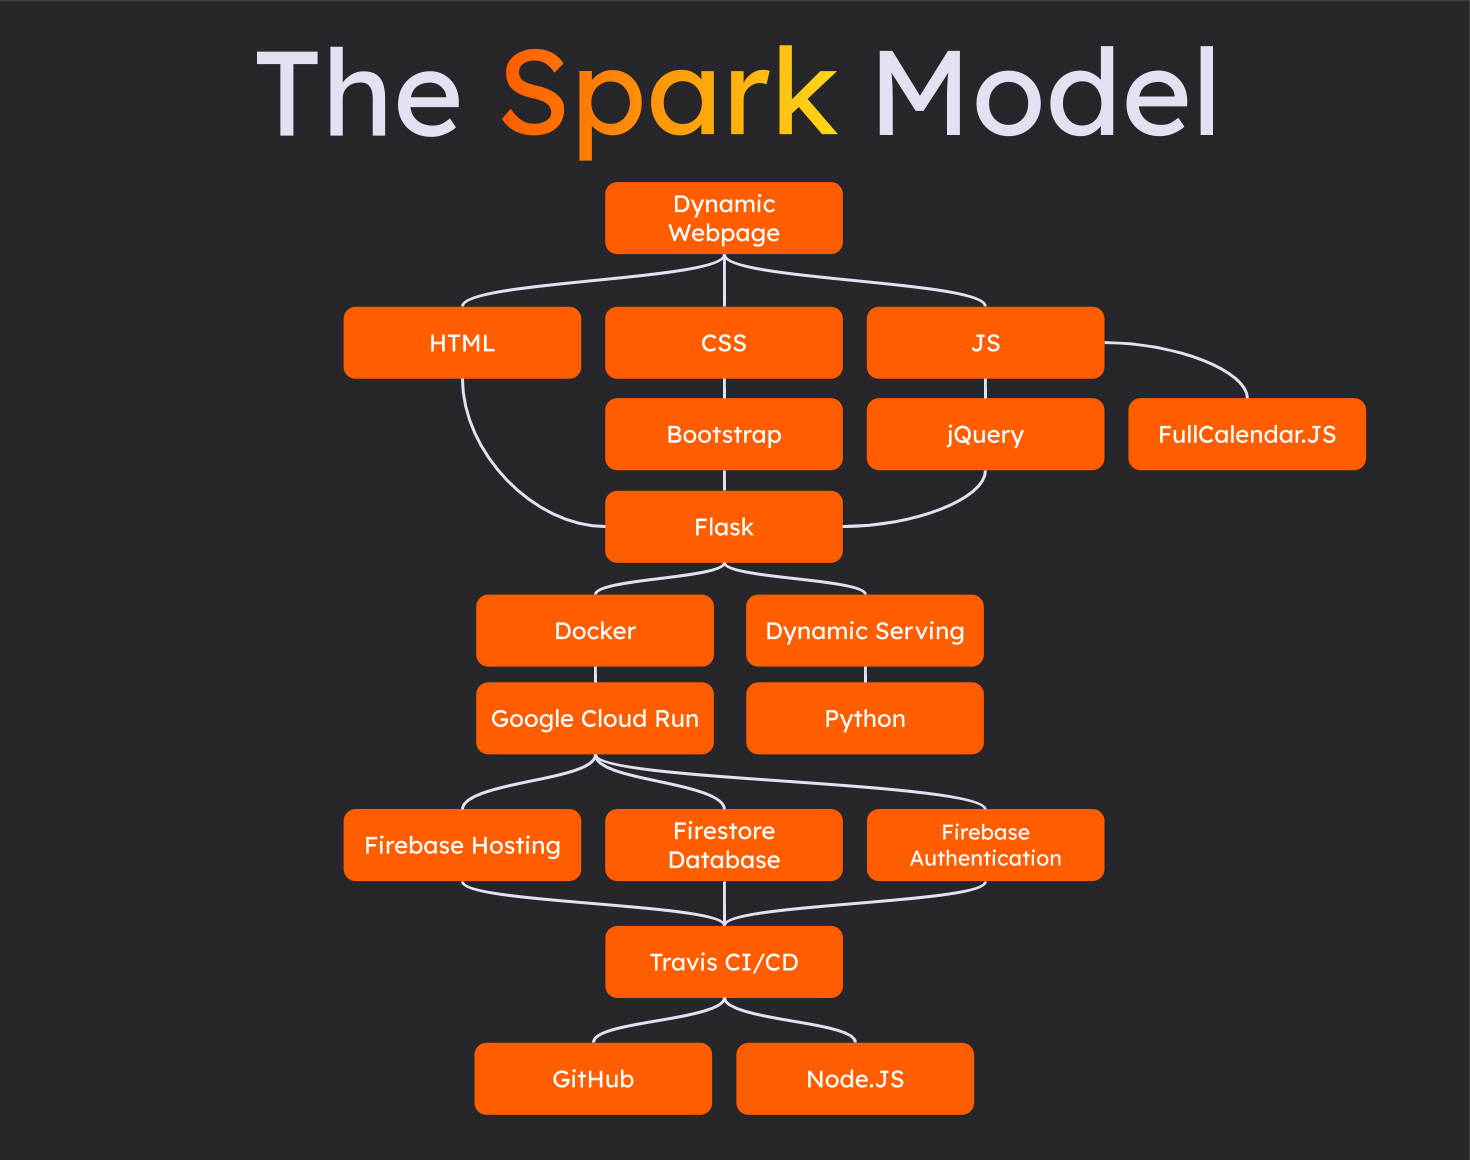 The Spark Model
Dynamic
Webpage
HTML
CSS
JS
Bootstrap
jQuery
FullCalendar.JS
Flask
Docker
Dynamic Serving
Google Cloud Run
Python
Firebase Hosting
Firestore
Database
Firebase
Authentication
Travis CI/CD
GitHub
Node.JS